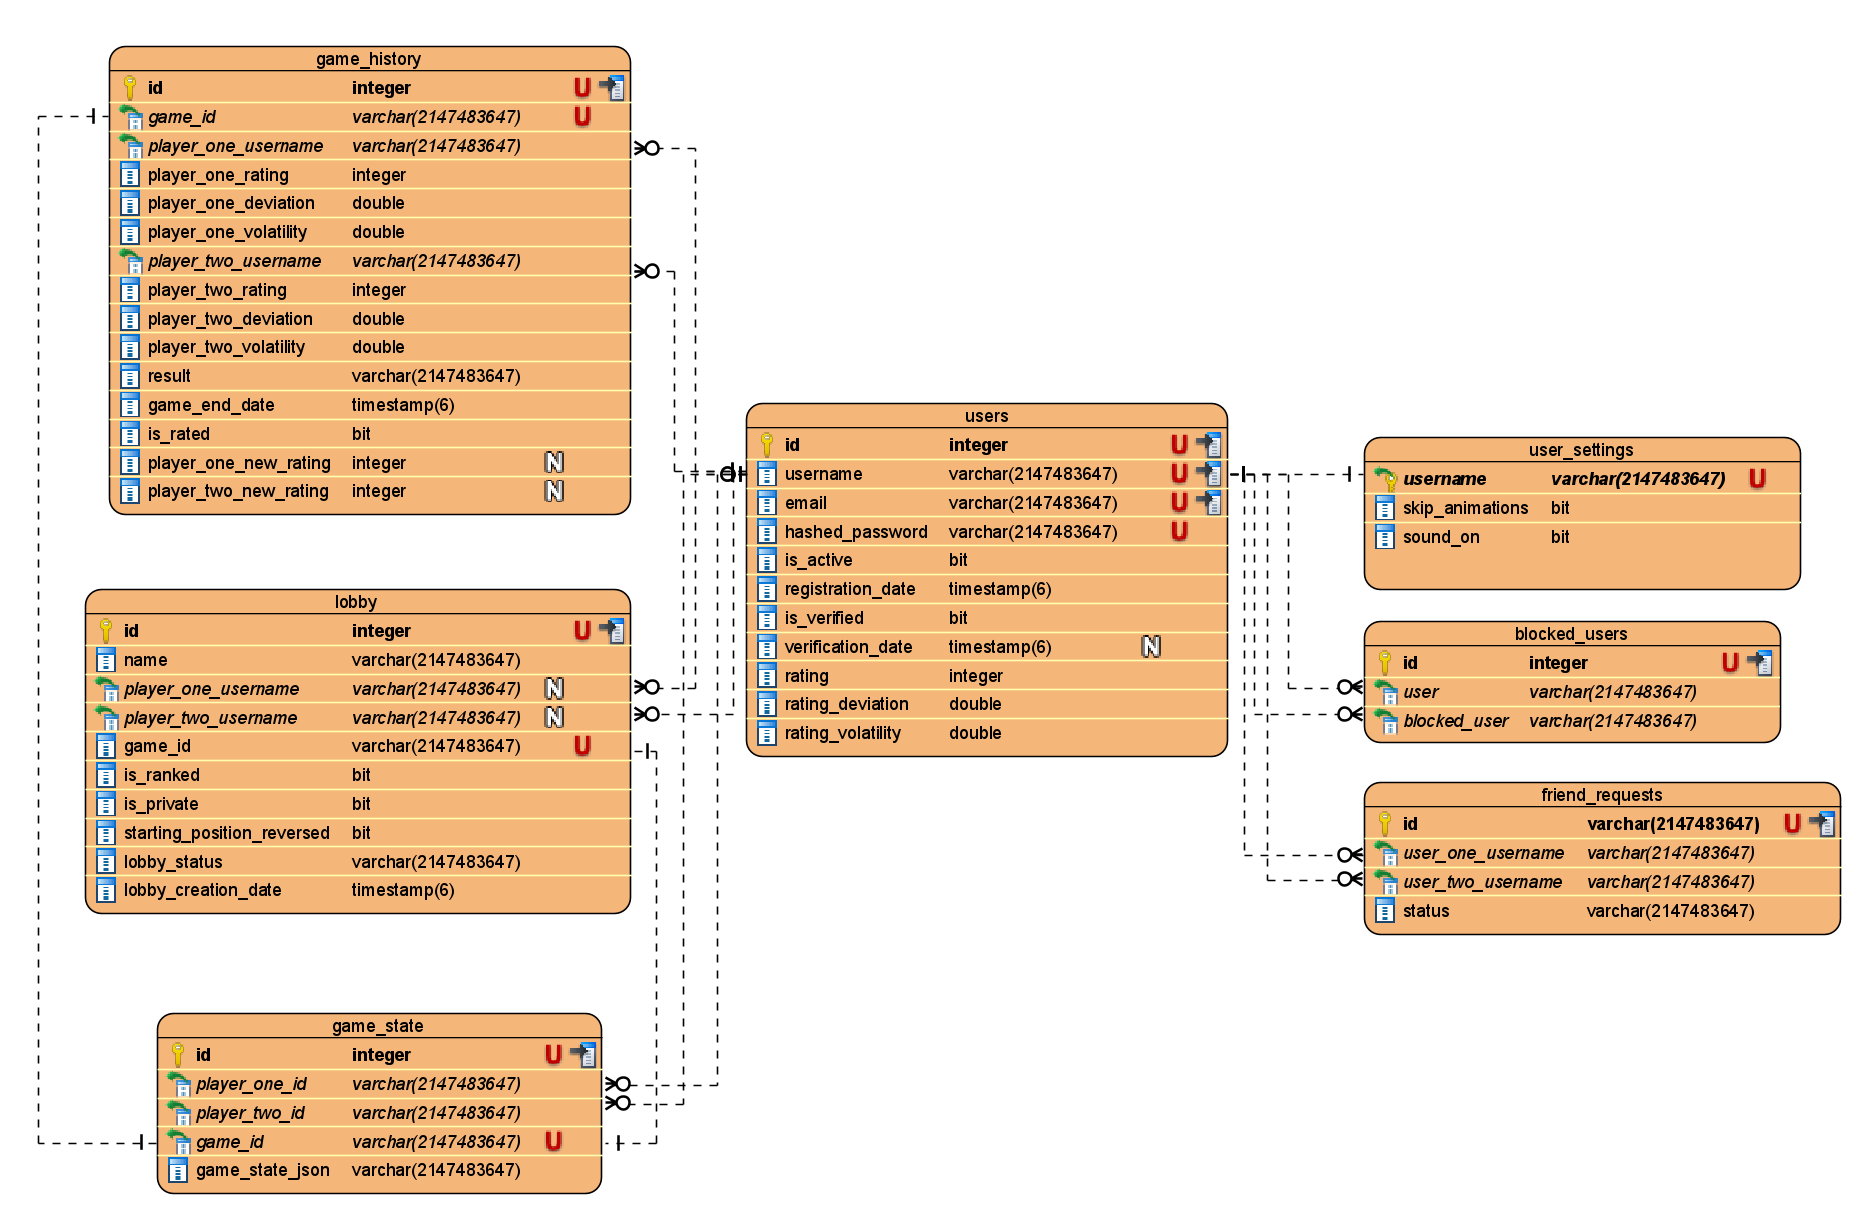 game_history
id integer U
game_id varchar(2147483647) U
player_one_username varchar(2147483647)
player_one_rating integer
player_one_deviation double
player_one_volatility double
player_two_username varchar(2147483647)
player_two_rating integer
player_two_deviation double
player_two_volatility double
result varchar(2147483647)
game_end_date timestamp(6)
is_rated bit
player_one_new_rating integer N
player_two_new_rating integer N
lobby
id integer U
name varchar(2147483647)
player_one_username varchar(2147483647) N
player_two_username varchar(2147483647) N
game_id varchar(2147483647) U
is_ranked bit
is_private bit
starting_position_reversed bit
lobby_status varchar(2147483647)
lobby_creation_date timestamp(6)
game_state
id integer U
player_one_id varchar(2147483647)
player_two_id varchar(2147483647)
game_id varchar(2147483647) U
game_state_json varchar(2147483647)
users
id integer U
username varchar(2147483647) U
email varchar(2147483647) U
hashed_password varchar(2147483647) U
is_active bit
registration_date timestamp(6)
is_verified bit
verification_date timestamp(6) N
rating integer
rating_deviation double
rating_volatility double
user_settings
username varchar(2147483647) U
skip_animations bit
sound_on bit
blocked_users
id integer U
user varchar(2147483647)
blocked_user varchar(2147483647)
friend_requests
id varchar(2147483647) U
user_one_username varchar(2147483647)
user_two_username varchar(2147483647)
status varchar(2147483647)